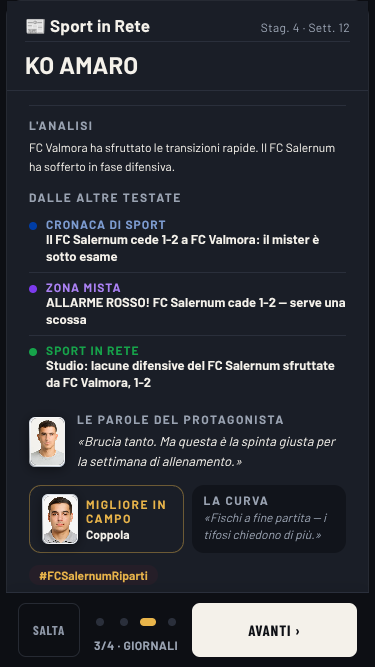 Sport in Rete
Stag. 4 · Sett. 12
KO AMARO
L'ANALISI
FC Valmora ha sfruttato le transizioni rapide. Il FC Salernum
ha sofferto in fase difensiva.
DALLE ALTRE TESTATE
CRONACA DI SPORT
Il FC Salernum cede 1-2 a FC Valmora: il mister è
sotto esame
ZONA MISTA
ALLARME ROSSO! FC Salernum cade 1-2 — serve una
scossa
SPORT IN RETE
Studio: lacune difensive del FC Salernum sfruttate
da FC Valmora, 1-2
LE PAROLE DEL PROTAGONISTA
«Brucia tanto. Ma questa è la spinta giusta per
la settimana di allenamento.»
MIGLIORE IN
CAMPO
Coppola
LA CURVA
«Fischi a fine partita — i
tifosi chiedono di più.»
#FCSalernumRiparti
SALTA
3/4 · GIORNALI
AVANTI ›